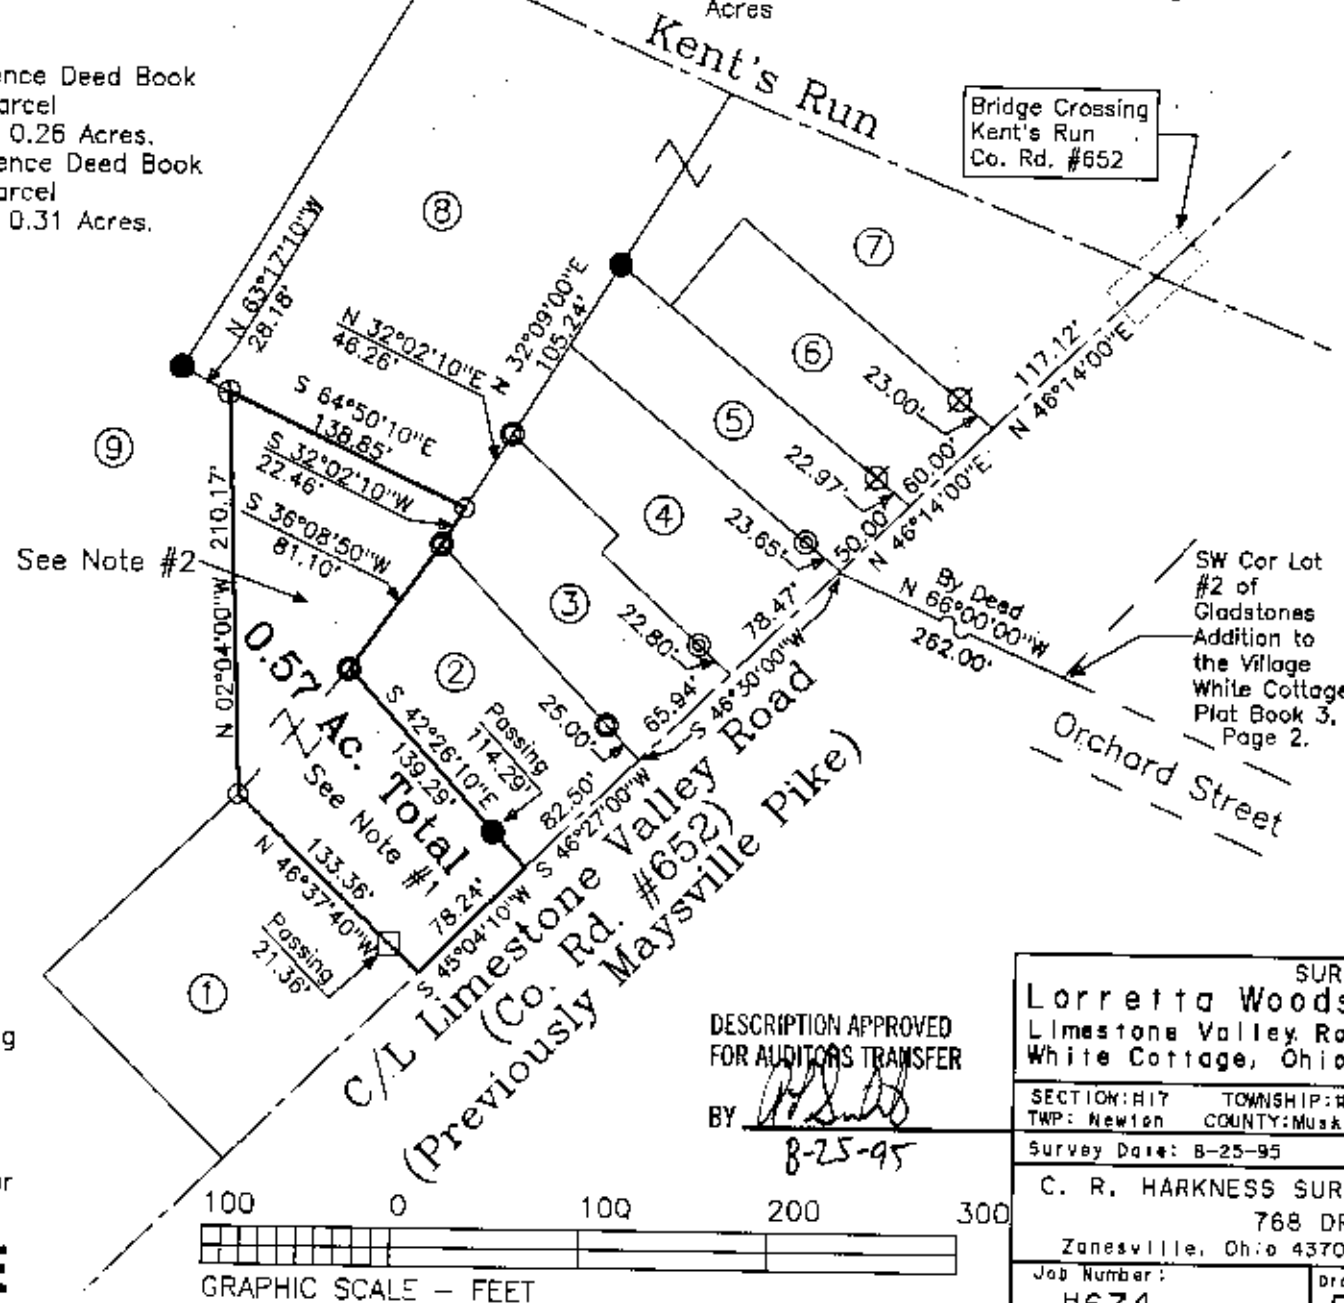 Acres
Kent's Run
ence Deed Book
arcel
0.26 Acres.
ence Deed Book
arcel
0.31 Acres.
Bridge Crossing
Kent's Run
Co. Rd. #652
8
7
6
5
4
3
2
9
1
N 63°17'10"W
28.18'
N 32°02'10"E
46.26'
N 32°09'00"E
105.24'
S 64°50'10"E
138.85'
S 32°02'10"W
22.46'
S 36°08'50"W
81.10'
See Note #2
N 02°04'00"W 210.17'
0.57 Ac. Total
See Note #1
S 42°26'10"E
139.29'
Passing
114.29'
25.00'
22.80'
23.65'
22.97'
23.00'
117.12'
N 46°14'00"E
60.00'
50.00'
N 46°14'00"E
78.47'
65.94'
S 46°30'00"W
82.50'
S 46°27'00"W
78.24'
S 45°04'10"W
133.36'
N 46°37'40"W
Passing
21.36'
By Deed
N 66°00'00"W
262.00'
SW Cor Lot
#2 of
Gladstones
Addition to
the Village
White Cottage
Plat Book 3,
Page 2.
Orchard Street
C/L Limestone Valley Road
(Co. Rd. #652)
(Previously Maysville Pike)
DESCRIPTION APPROVED
FOR AUDITORS TRANSFER
BY
8-25-95
100 0 100 200 300
GRAPHIC SCALE - FEET
SUR
Lorretta Woods
Limestone Valley Ro
White Cottage, Ohio
SECTION:#17 TOWNSHIP:#
TWP: Newton COUNTY:Musk
Survey Date: 8-25-95
C. R. HARKNESS SUR
768 DR
Zanesville, Ohio 4370
Job Number: